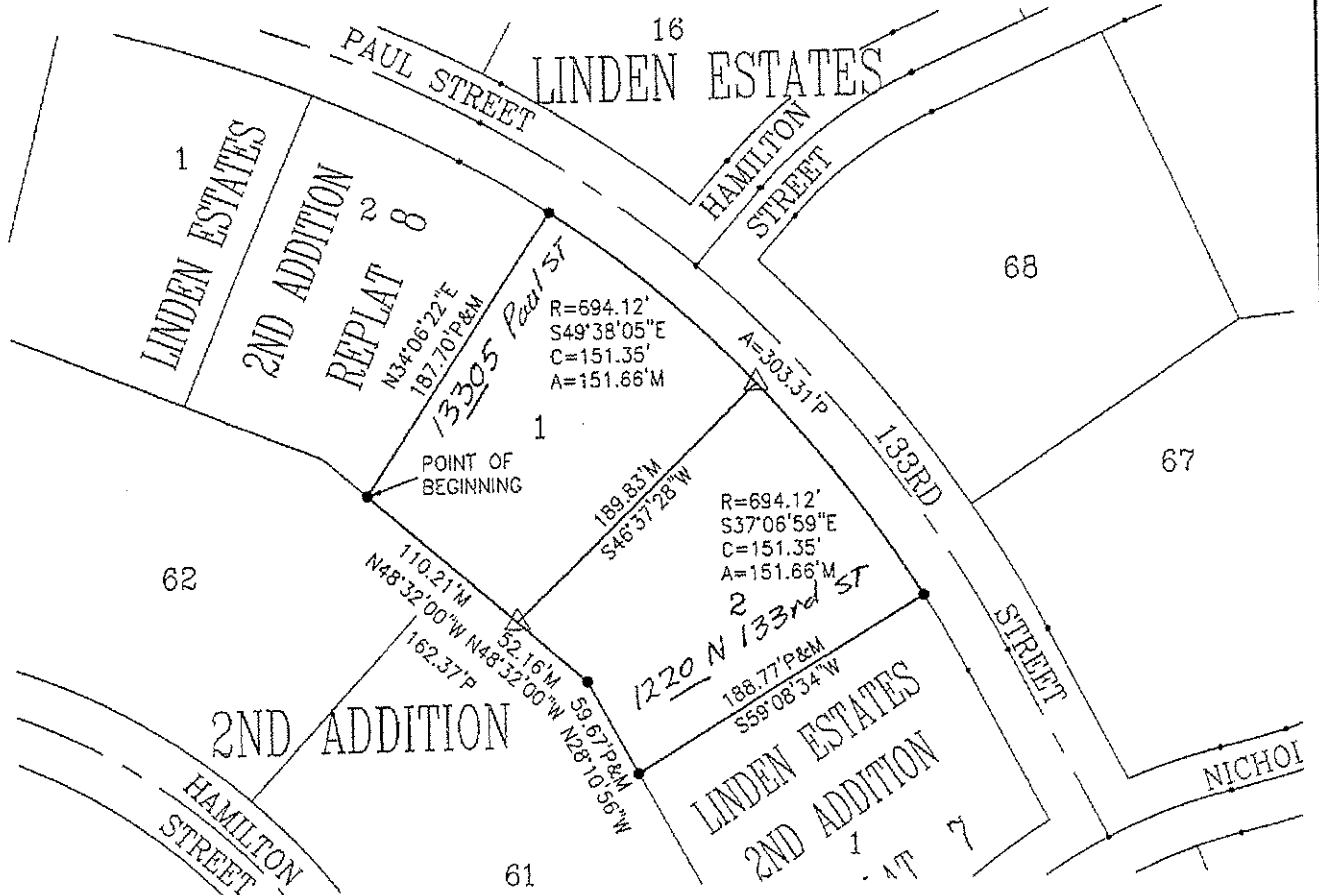 16
LINDEN ESTATES
PAUL STREET
HAMILTON
STREET
1
LINDEN ESTATES
2ND ADDITION
2
REPLAT 8
N34°06'22"E
187.70'P&M
13305 Paul ST
R=694.12'
S49°38'05"E
C=151.35'
A=151.66'M
1
POINT OF
BEGINNING
68
A=303.31'P
133RD
STREET
67
189.83'M
S46°37'28"W
R=694.12'
S37°06'59"E
C=151.35'
A=151.66'M
2
1220 N 133rd ST
188.77'P&M
S59°08'34"W
62
110.21'M
N48°32'00"W
52.16'M
N48°32'00"W
162.37'P
59.67'P&M
N28°10'56"W
2ND ADDITION
HAMILTON
STREET
61
LINDEN ESTATES
2ND ADDITION
1
AT 7
NICHOL